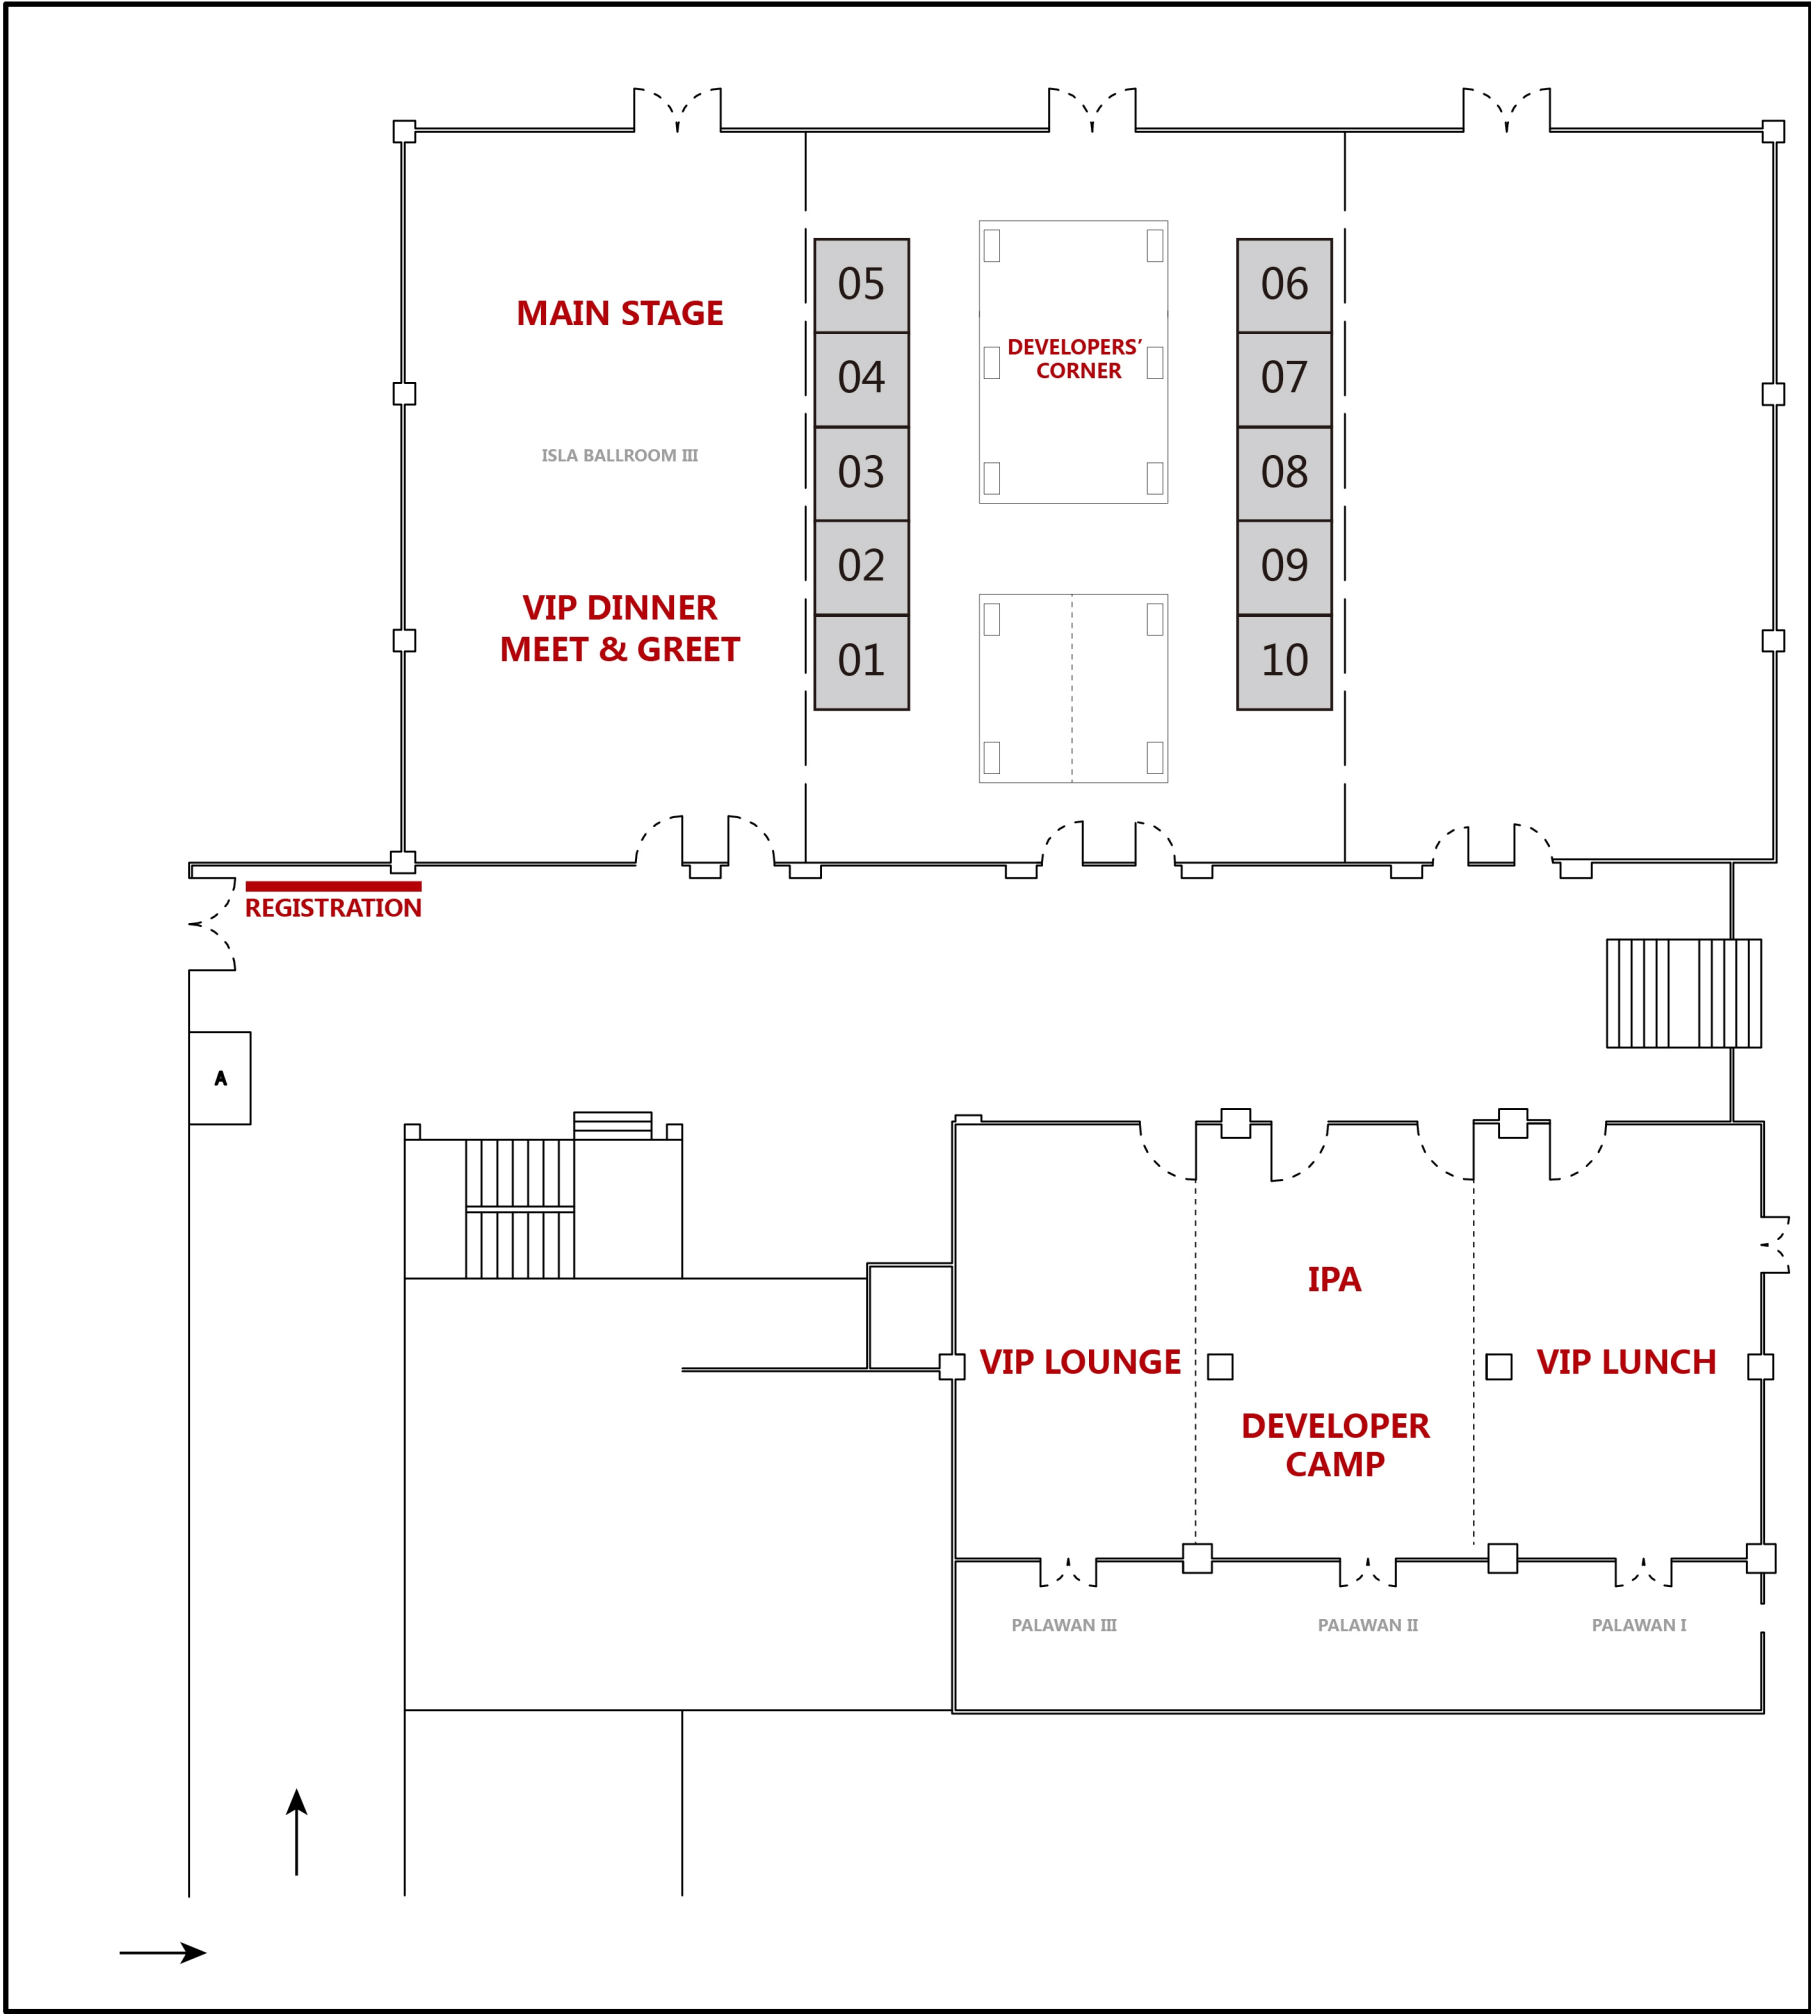 05
06
MAIN STAGE
DEVELOPERS’
CORNER
04
07
ISLA BALLROOM III
03
08
02
09
VIP DINNER
MEET & GREET
01
10
REGISTRATION
A
IPA
VIP LOUNGE
VIP LUNCH
DEVELOPER
CAMP
PALAWAN III
PALAWAN II
PALAWAN I